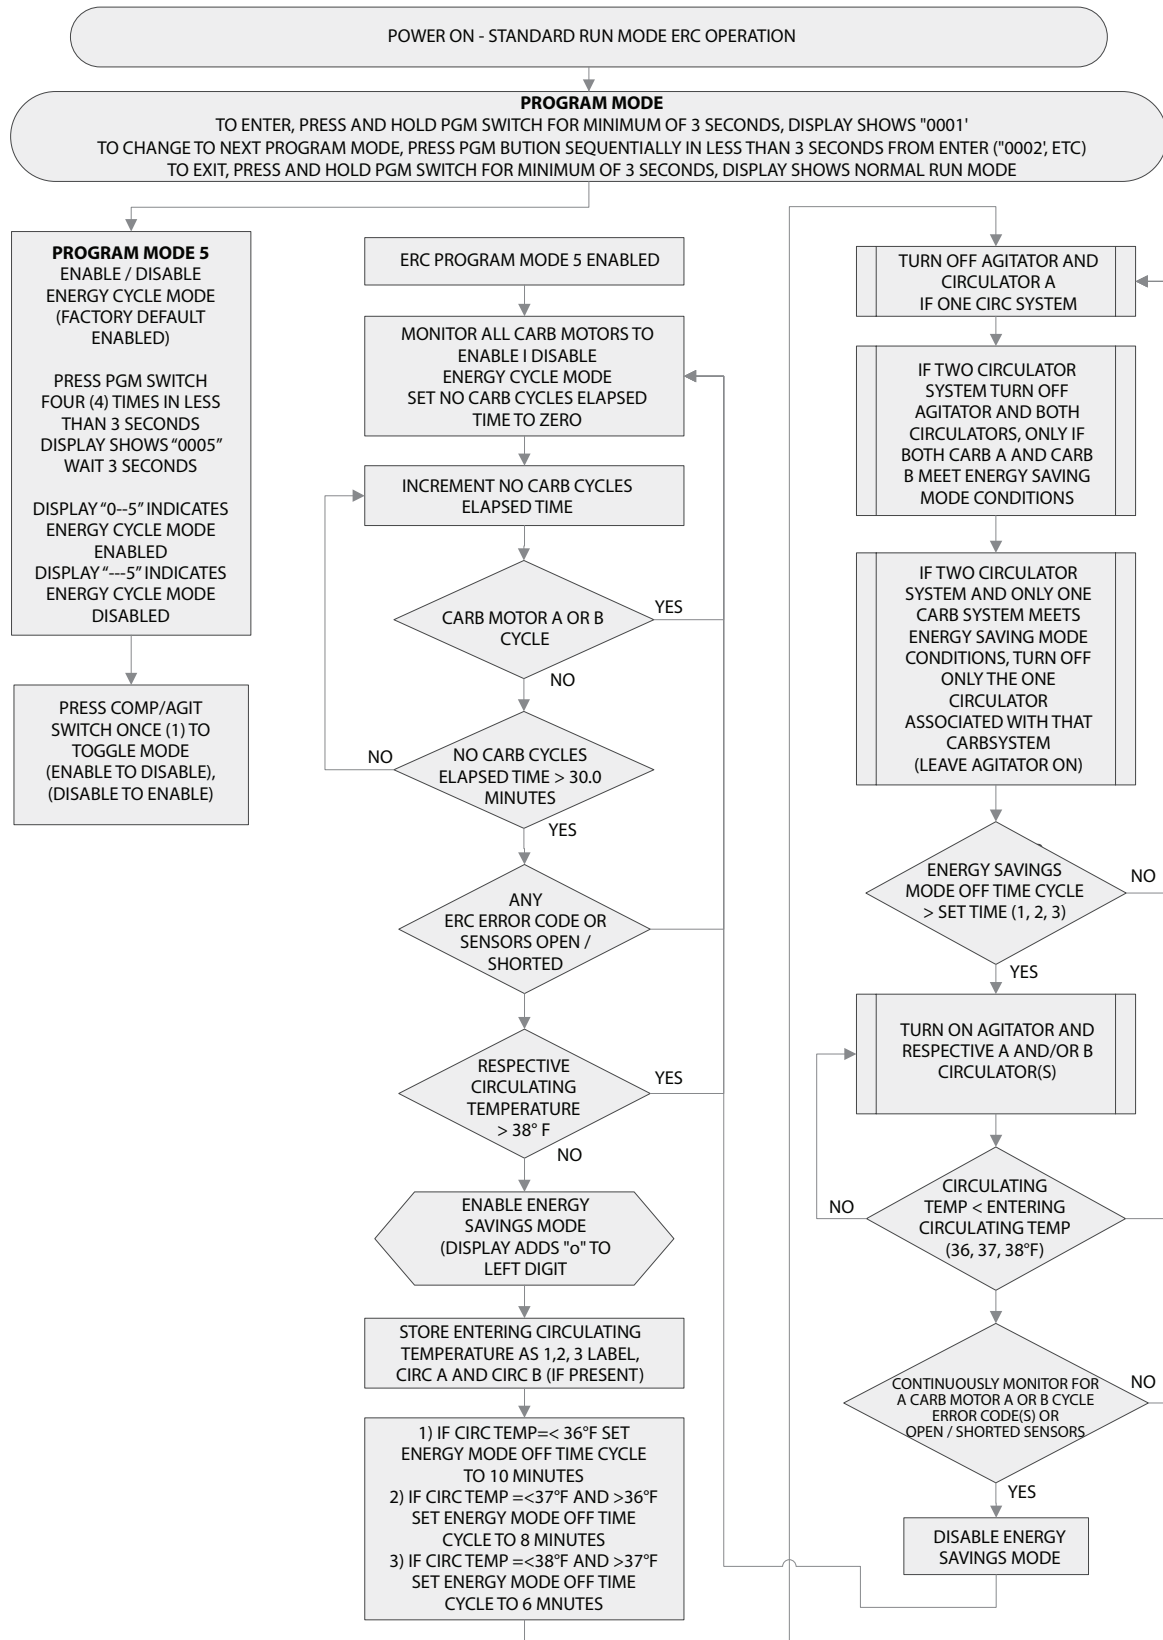 POWER ON - STANDARD RUN MODE ERC OPERATION
PROGRAM MODE
TO ENTER, PRESS AND HOLD PGM SWITCH FOR MINIMUM OF 3 SECONDS, DISPLAY SHOWS "0001'
TO CHANGE TO NEXT PROGRAM MODE, PRESS PGM BUTION SEQUENTIALLY IN LESS THAN 3 SECONDS FROM ENTER ("0002', ETC)
TO EXIT, PRESS AND HOLD PGM SWITCH FOR MINIMUM OF 3 SECONDS, DISPLAY SHOWS NORMAL RUN MODE
PROGRAM MODE 5
ENABLE / DISABLE
ENERGY CYCLE MODE
(FACTORY DEFAULT
ENABLED)
PRESS PGM SWITCH
FOUR (4) TIMES IN LESS
THAN 3 SECONDS
DISPLAY SHOWS “0005”
WAIT 3 SECONDS
DISPLAY “0--5” INDICATES
ENERGY CYCLE MODE
ENABLED
DISPLAY “---5” INDICATES
ENERGY CYCLE MODE
DISABLED
PRESS COMP/AGIT
SWITCH ONCE (1) TO
TOGGLE MODE
(ENABLE TO DISABLE),
(DISABLE TO ENABLE)
ERC PROGRAM MODE 5 ENABLED
MONITOR ALL CARB MOTORS TO
ENABLE I DISABLE
ENERGY CYCLE MODE
SET NO CARB CYCLES ELAPSED
TIME TO ZERO
INCREMENT NO CARB CYCLES
ELAPSED TIME
CARB MOTOR A OR B
CYCLE
YES
NO
NO CARB CYCLES
ELAPSED TIME > 30.0
MINUTES
NO
YES
ANY
ERC ERROR CODE OR
SENSORS OPEN /
SHORTED
RESPECTIVE
CIRCULATING
TEMPERATURE
> 38° F
YES
NO
ENABLE ENERGY
SAVINGS MODE
(DISPLAY ADDS "o" TO
LEFT DIGIT
STORE ENTERING CIRCULATING
TEMPERATURE AS 1,2, 3 LABEL,
CIRC A AND CIRC B (IF PRESENT)
1) IF CIRC TEMP=< 36°F SET
ENERGY MODE OFF TIME CYCLE
TO 10 MINUTES
2) IF CIRC TEMP =<37°F AND >36°F
SET ENERGY MODE OFF TIME
CYCLE TO 8 MINUTES
3) IF CIRC TEMP =<38°F AND >37°F
SET ENERGY MODE OFF TIME
CYCLE TO 6 MNUTES
TURN OFF AGITATOR AND
CIRCULATOR A
IF ONE CIRC SYSTEM
IF TWO CIRCULATOR
SYSTEM TURN OFF
AGITATOR AND BOTH
CIRCULATORS, ONLY IF
BOTH CARB A AND CARB
B MEET ENERGY SAVING
MODE CONDITIONS
IF TWO CIRCULATOR
SYSTEM AND ONLY ONE
CARB SYSTEM MEETS
ENERGY SAVING MODE
CONDITIONS, TURN OFF
ONLY THE ONE
CIRCULATOR
ASSOCIATED WITH THAT
CARBSYSTEM
(LEAVE AGITATOR ON)
ENERGY SAVINGS
MODE OFF TIME CYCLE
> SET TIME (1, 2, 3)
NO
YES
TURN ON AGITATOR AND
RESPECTIVE A AND/OR B
CIRCULATOR(S)
CIRCULATING
TEMP < ENTERING
CIRCULATING TEMP
(36, 37, 38°F)
NO
CONTINUOUSLY MONITOR FOR
A CARB MOTOR A OR B CYCLE
ERROR CODE(S) OR
OPEN / SHORTED SENSORS
NO
YES
DISABLE ENERGY
SAVINGS MODE